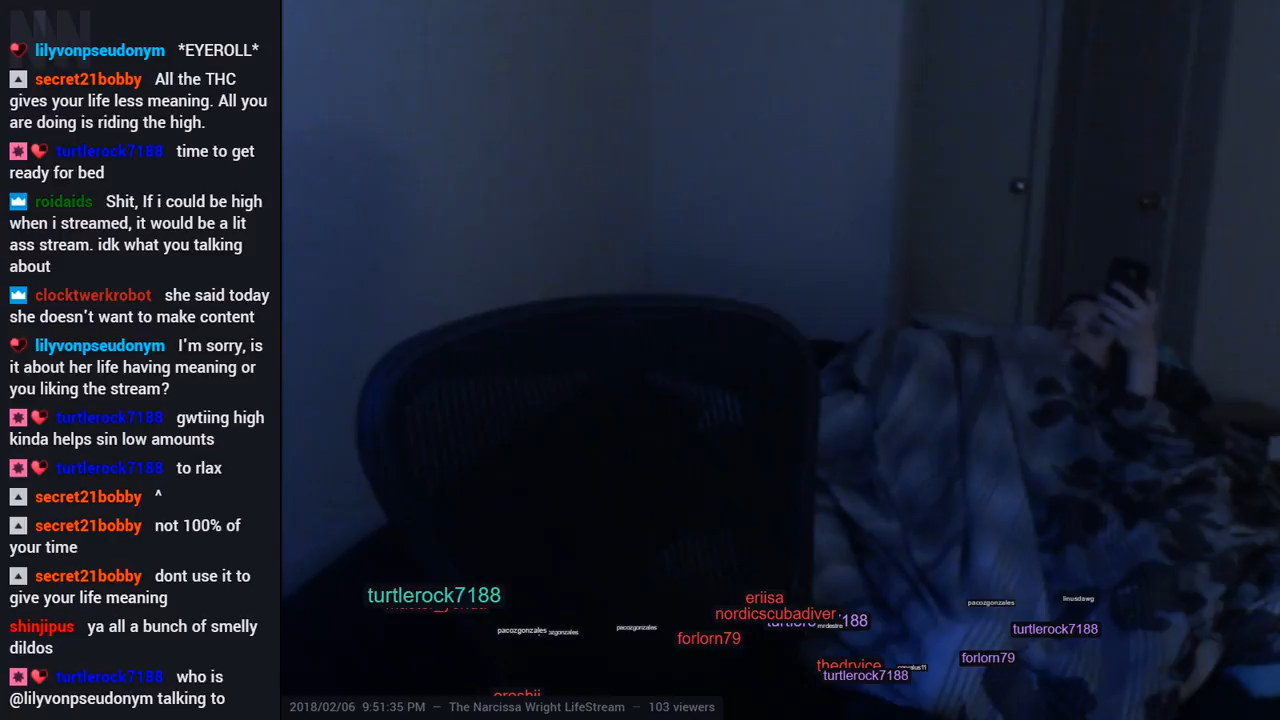 lilyvonpseudonym *EYEROLL*
secret21bobby All the THC
gives your life less meaning. All you
are doing is riding the high.
turtlerock7188 time to get
ready for bed
roidaids Shit, If i could be high
when i streamed, it would be a lit
ass stream. idk what you talking
about
clocktwerkrobot she said today
she doesn't want to make content
lilyvonpseudonym I'm sorry, is
it about her life having meaning or
you liking the stream?
turtlerock7188 gwtiing high
kinda helps sin low amounts
turtlerock7188 to rlax
secret21bobby ^
secret21bobby not 100% of
your time
secret21bobby dont use it to
give your life meaning
shinjipus ya all a bunch of smelly
dildos
turtlerock7188 who is
@lilyvonpseudonym talking to
turtlerock7188
eriisa
nordicscubadiver
188
pacozgonzales
linusdawg
pacozgonzales
pacozgonzales
turtlerock7188
forlorn79
forlorn79
thedrvice
turtlerock7188
2018/02/06 9:51:35 PM — The Narcissa Wright LifeStream — 103 viewers